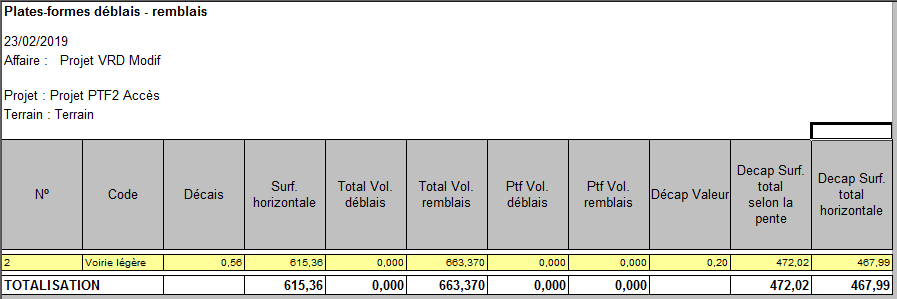 Plates-formes déblais - remblais
23/02/2019
Affaire : Projet VRD Modif
Projet : Projet PTF2 Accès
Terrain : Terrain
Nº Code Décais Surf. horizontale Total Vol. déblais Total Vol. remblais Ptf Vol. déblais Ptf Vol. remblais Décap Valeur Decap Surf. total selon la pente Decap Surf. total horizontale
2 Voirie légère 0,56 615,36 0,000 663,370 0,000 0,000 0,20 472,02 467,99
TOTALISATION 615,36 0,000 663,370 0,000 0,000 472,02 467,99